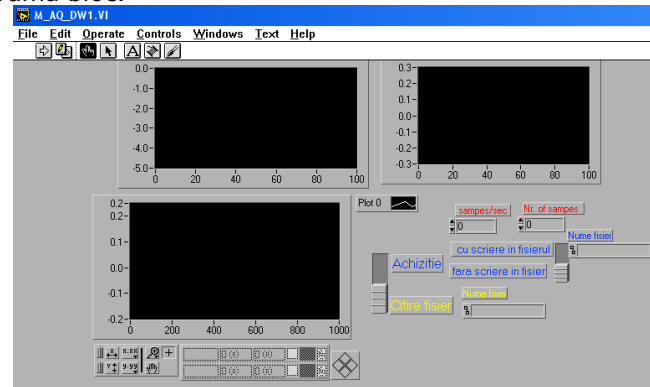 M_AQ_DW1.VI
File Edit Operate Controls Windows Text Help
0.0
-1.0
-2.0
-3.0
-4.0
-5.0
0 20 40 60 80 100
0.3
0.2
0.1
0.0
-0.1
-0.2
-0.3
0 20 40 60 80 100
0.2
0.2
0.1
0.0
-0.1
-0.2
0 200 400 600 800 1000
Plot 0
sampes/sec
Nr. of sampes
0
0
Nume fisier
cu scriere in fisierul
Achizitie
fara scriere in fisier
Citire fisier
Nume fisier